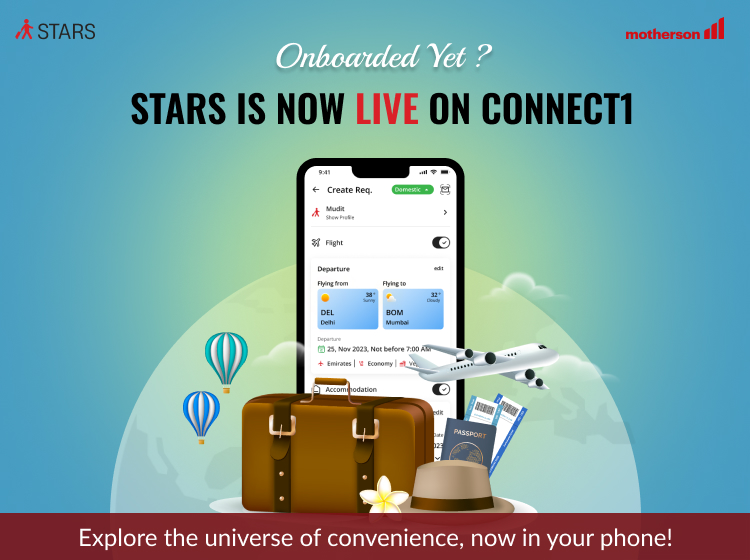 STARS
motherson
Onboarded Yet ?
STARS IS NOW LIVE ON CONNECT1
9:41
Create Req.
Domestic
Mudit
Show Profile
Flight
Departure
edit
Flying from
Flying to
38°
Sunny
32°
Cloudy
DEL
BOM
Delhi
Mumbai
Departure
25, Nov 2023, Not before 7:00 AM
Emirates | Economy |
Accommodation
edit
Date
PASSPORT
Explore the universe of convenience, now in your phone!